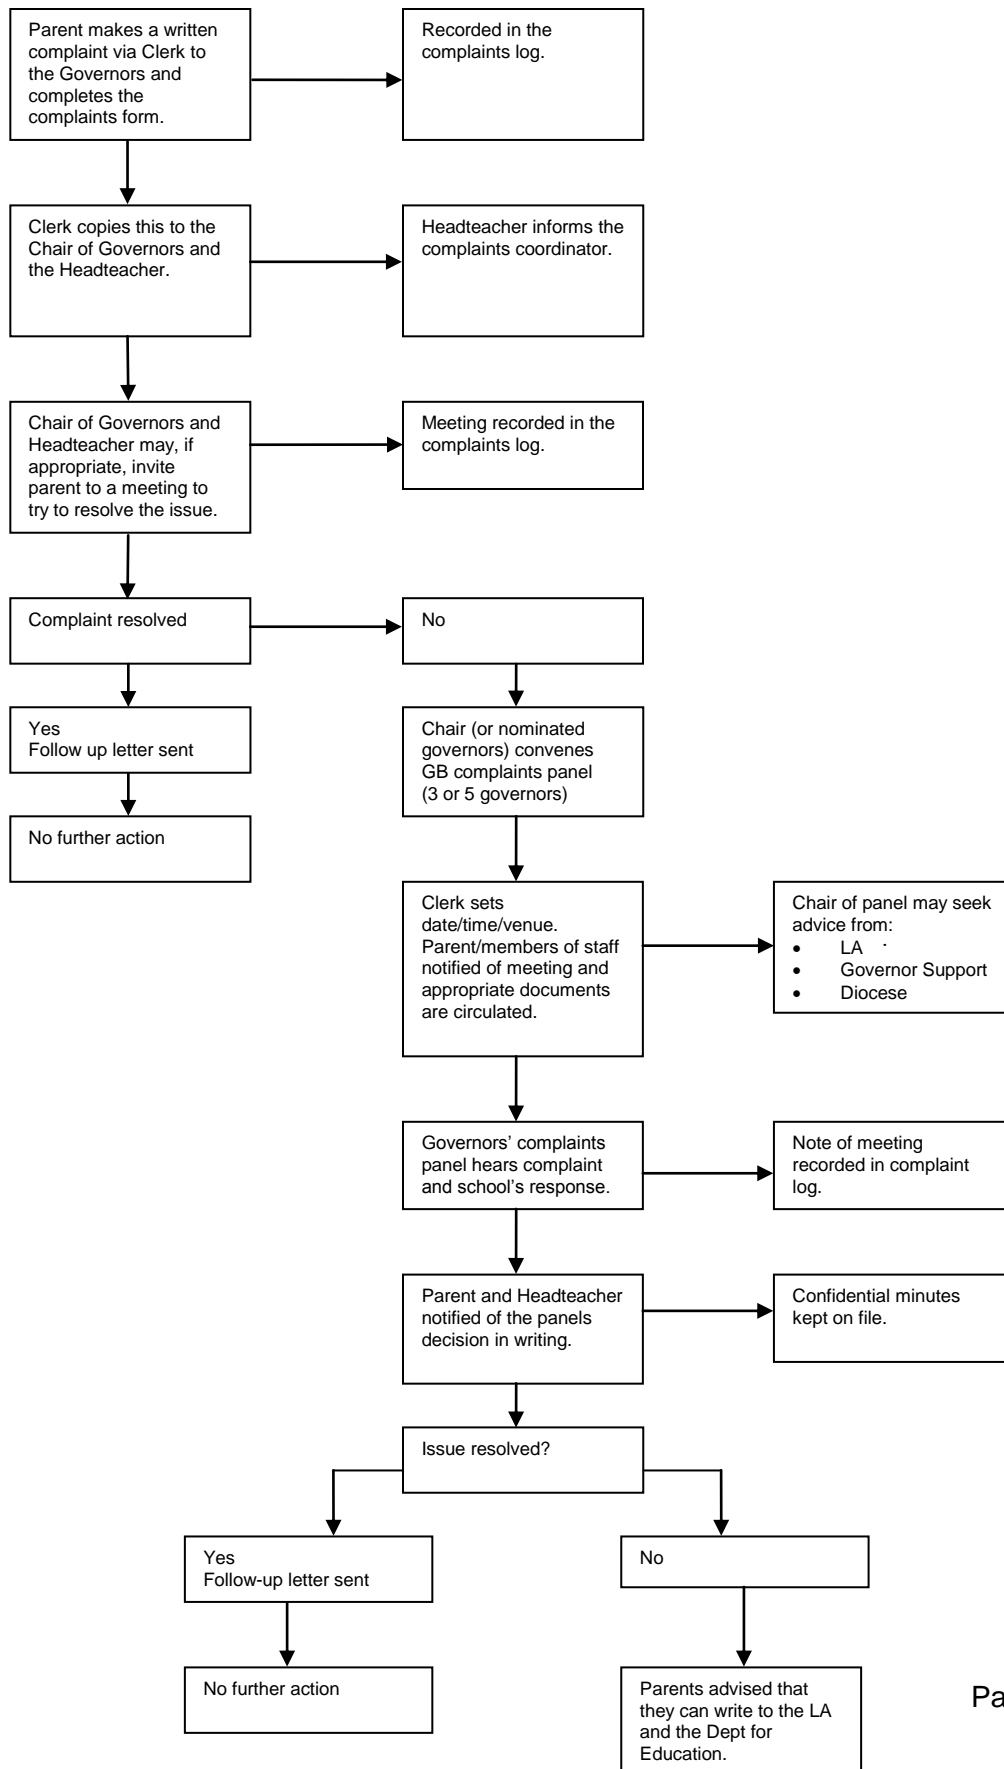 Parent makes a written
complaint via Clerk to
the Governors and
completes the
complaints form.
Recorded in the
complaints log.
Clerk copies this to the
Chair of Governors and
the Headteacher.
Headteacher informs the
complaints coordinator.
Chair of Governors and
Headteacher may, if
appropriate, invite
parent to a meeting to
try to resolve the issue.
Meeting recorded in the
complaints log.
Complaint resolved
No
Yes
Follow up letter sent
Chair (or nominated
governors) convenes
GB complaints panel
(3 or 5 governors)
No further action
Clerk sets
date/time/venue.
Parent/members of staff
notified of meeting and
appropriate documents
are circulated.
Chair of panel may seek
advice from:
• LA
• Governor Support
• Diocese
Governors’ complaints
panel hears complaint
and school’s response.
Note of meeting
recorded in complaint
log.
Parent and Headteacher
notified of the panels
decision in writing.
Confidential minutes
kept on file.
Issue resolved?
Yes
Follow-up letter sent
No
No further action
Parents advised that
they can write to the LA
and the Dept for
Education.
Pa